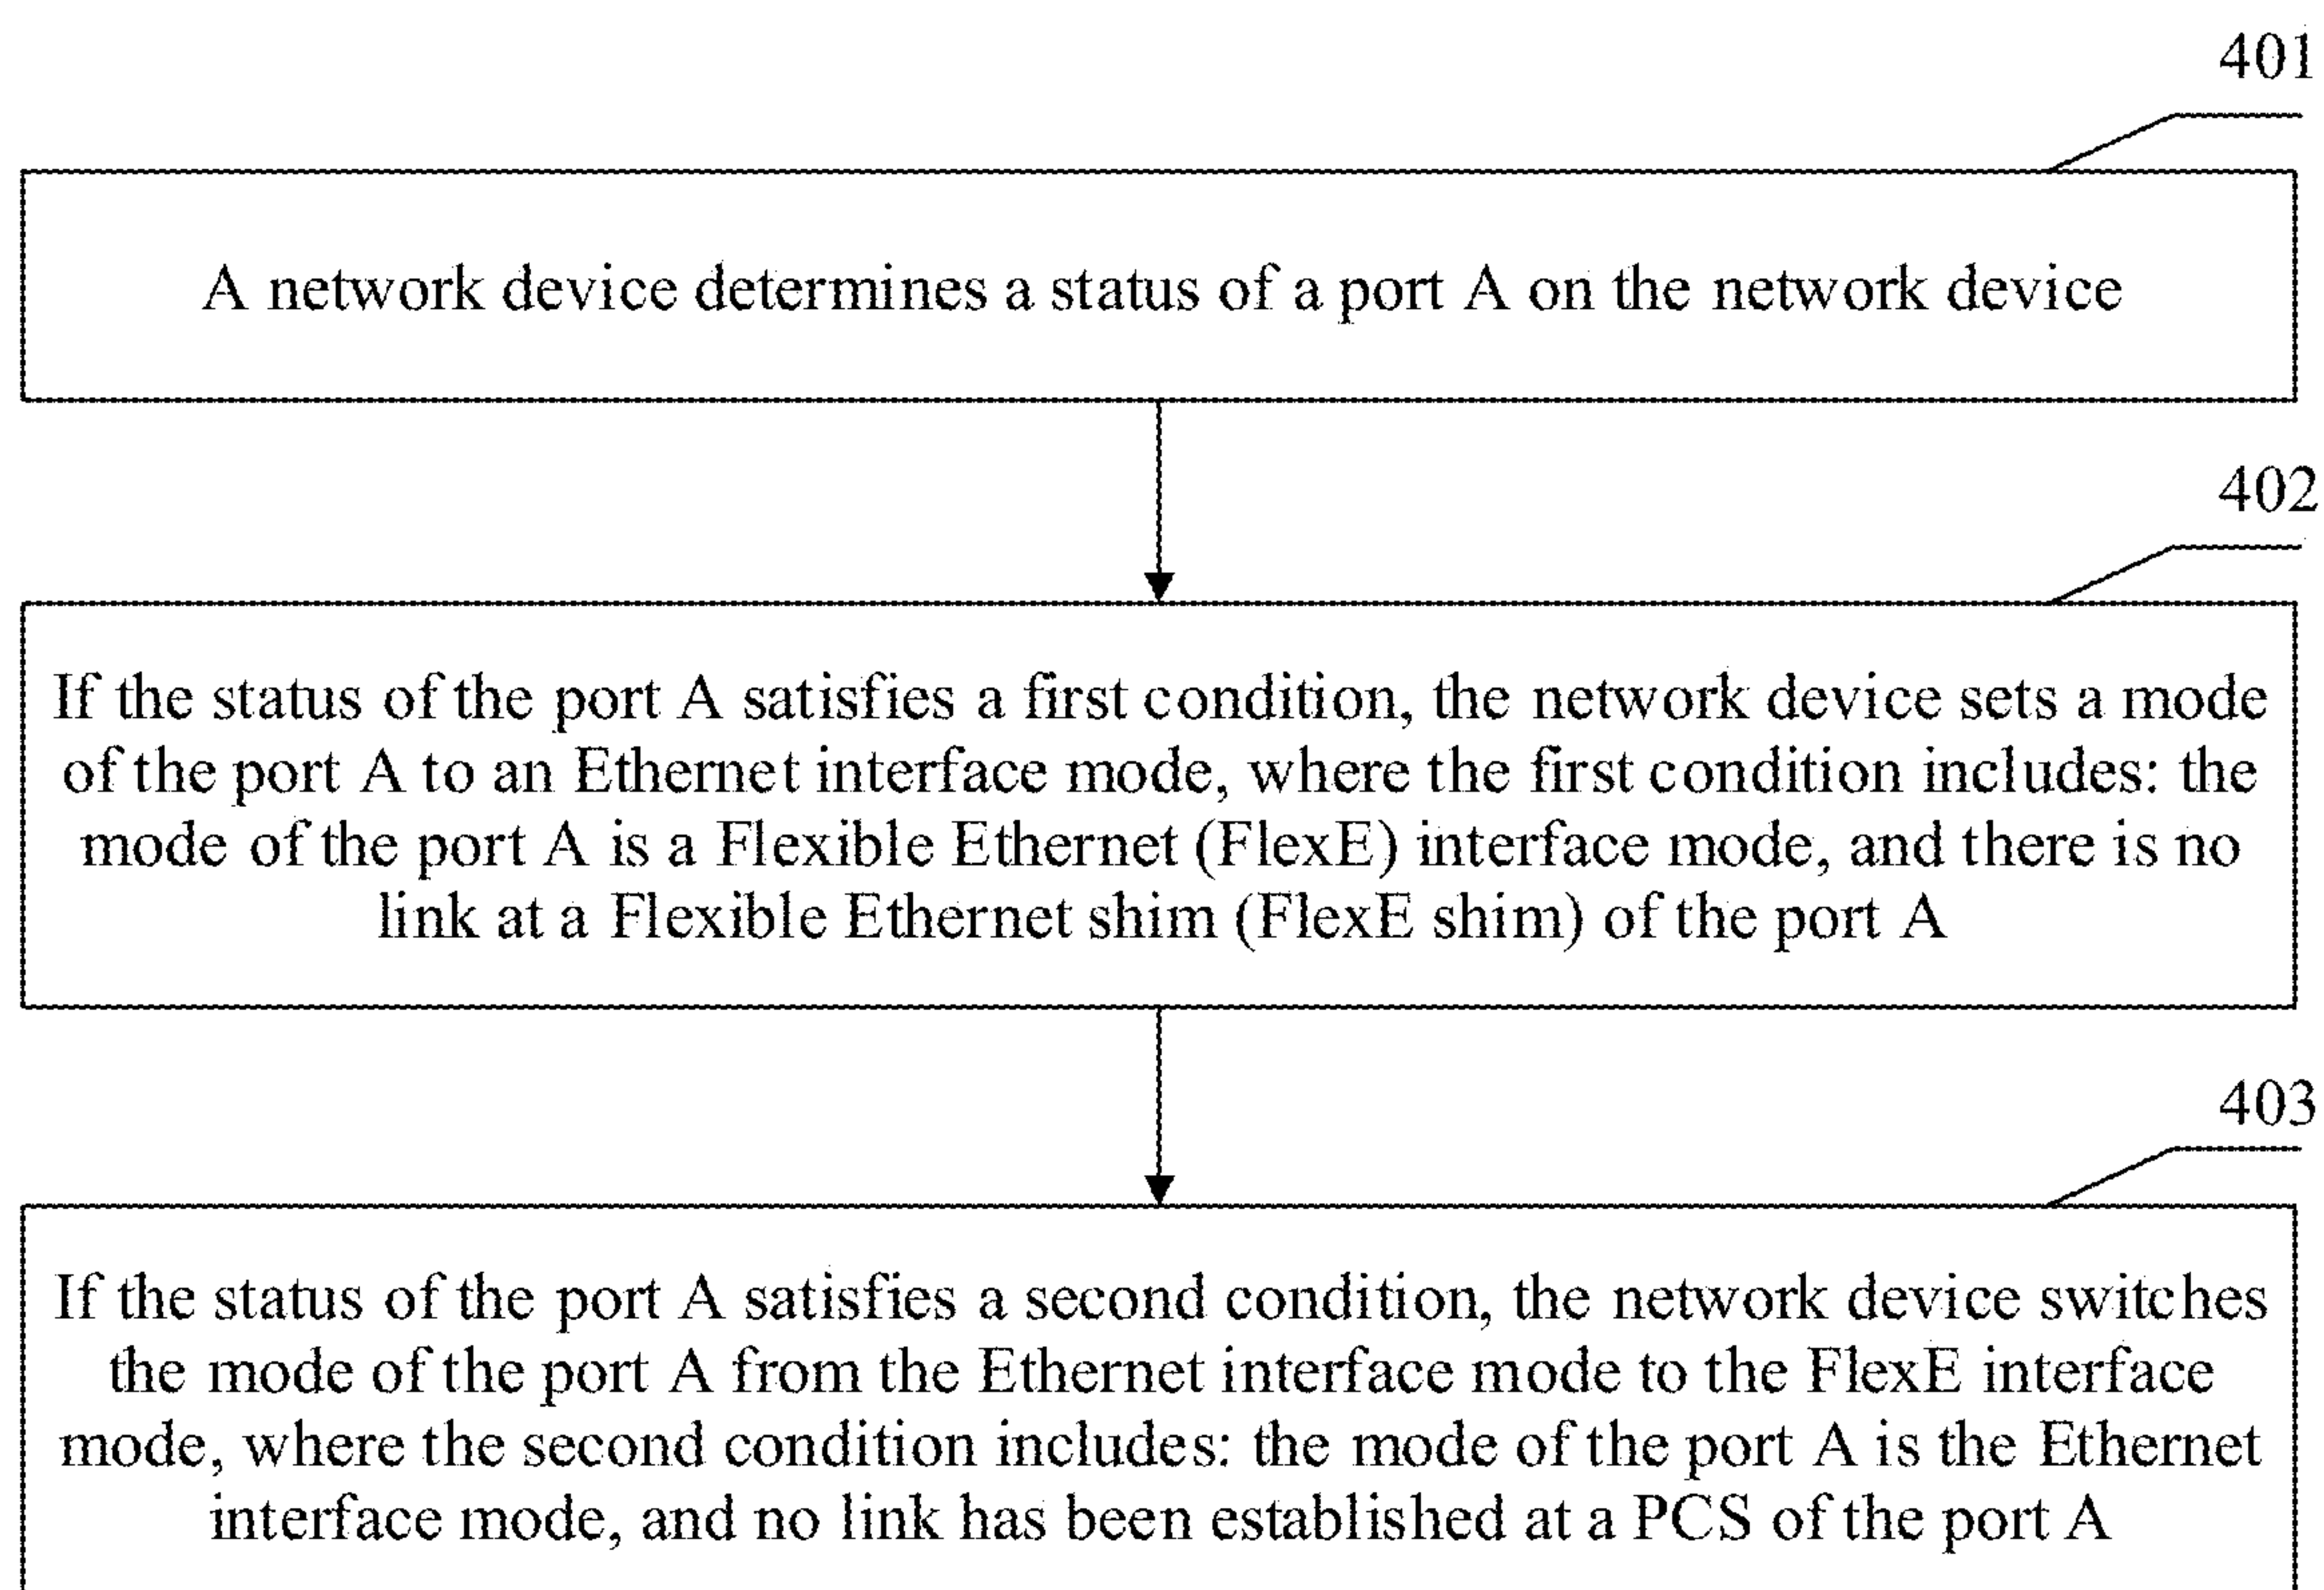 401
A network device determines a status of a port A on the network device
402
If the status of the port A satisfies a first condition, the network device sets a mode
of the port A to an Ethernet interface mode, where the first condition includes: the
mode of the port A is a Flexible Ethernet (FlexE) interface mode, and there is no
link at a Flexible Ethernet shim (FlexE shim) of the port A
403
If the status of the port A satisfies a second condition, the network device switches
the mode of the port A from the Ethernet interface mode to the FlexE interface
mode, where the second condition includes: the mode of the port A is the Ethernet
interface mode, and no link has been established at a PCS of the port A